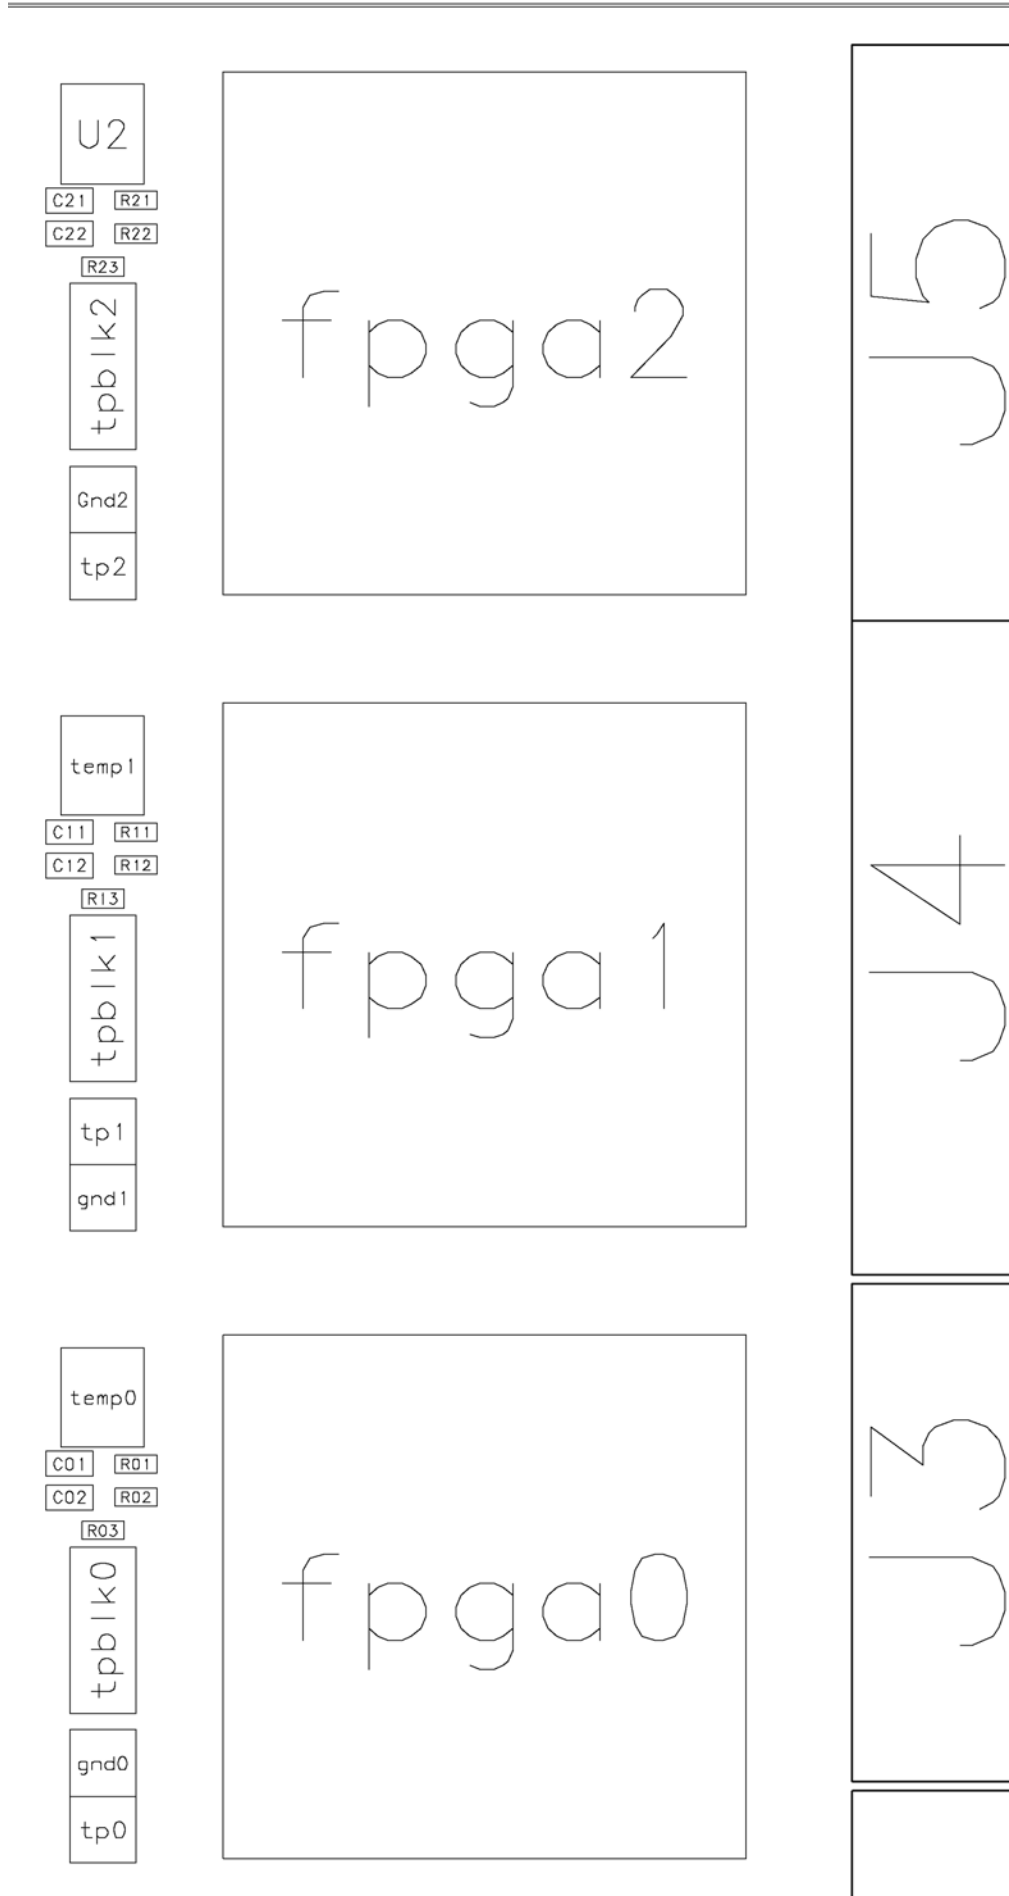 U2
C21 R21
C22 R22
R23
tpblk2
Gnd2
tp2
fpga2
J5
temp1
C11 R11
C12 R12
R13
tpblk1
tp1
gnd1
fpga1
J4
temp0
C01 R01
C02 R02
R03
tpblk0
gnd0
tp0
fpga0
J3